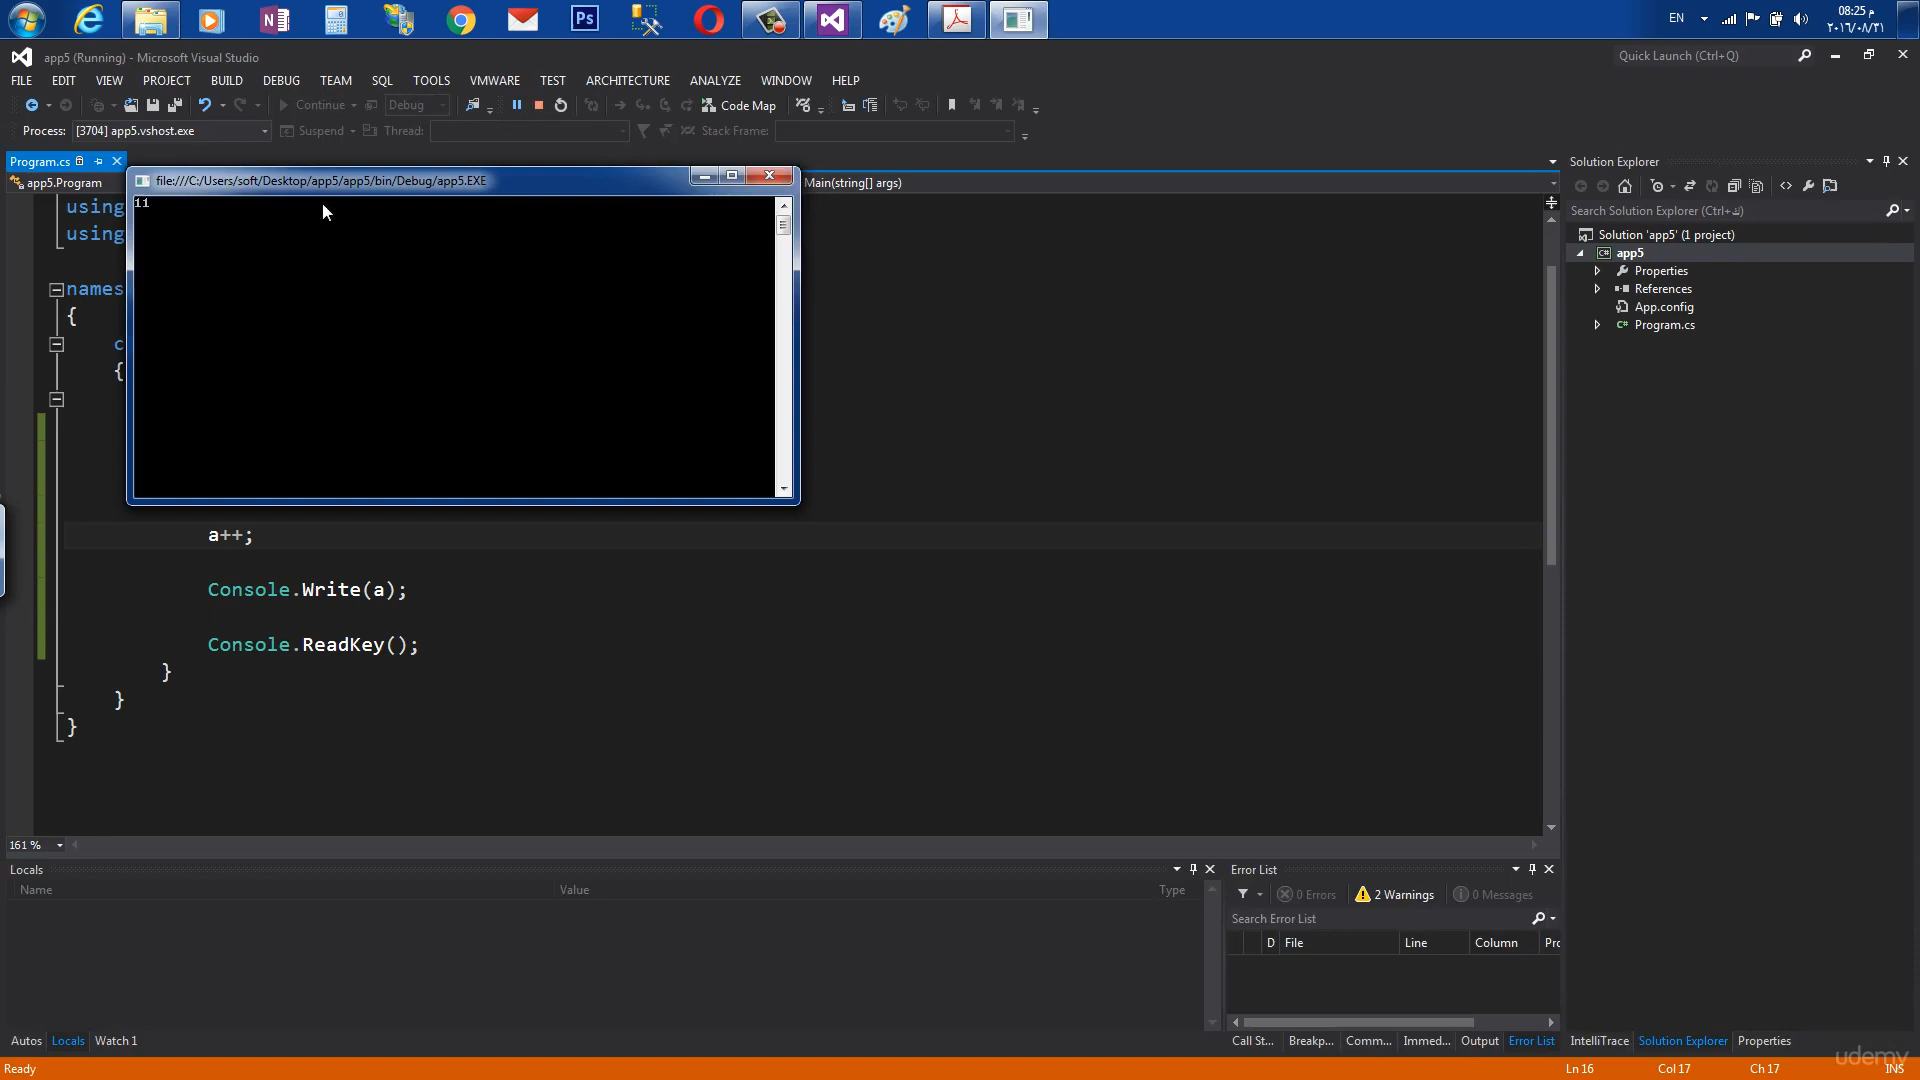 Ps
EN
08:25 م
٢٠١٦/٠٨/٣١
app5 (Running) - Microsoft Visual Studio
Quick Launch (Ctrl+Q)
FILE EDIT VIEW PROJECT BUILD DEBUG TEAM SQL TOOLS VMWARE TEST ARCHITECTURE ANALYZE WINDOW HELP
Continue Debug Code Map
Process: [3704] app5.vshost.exe Suspend Thread: Stack Frame:
Program.cs
app5.Program
Main(string[] args)
file:///C:/Users/soft/Desktop/app5/app5/bin/Debug/app5.EXE
11
using
using
names
{
c
{
a++;
Console.Write(a);
Console.ReadKey();
}
}
}
161 %
Solution Explorer
Search Solution Explorer (Ctrl+ك)
Solution 'app5' (1 project)
C# app5
Properties
References
App.config
C# Program.cs
Locals
Name Value Type
Autos Locals Watch 1
Error List
0 Errors 2 Warnings 0 Messages
Search Error List
D File Line Column Prc
Call St... Breakp... Comm... Immed... Output Error List
IntelliTrace Solution Explorer Properties
Ready
Ln 16 Col 17 Ch 17 INS
udemy